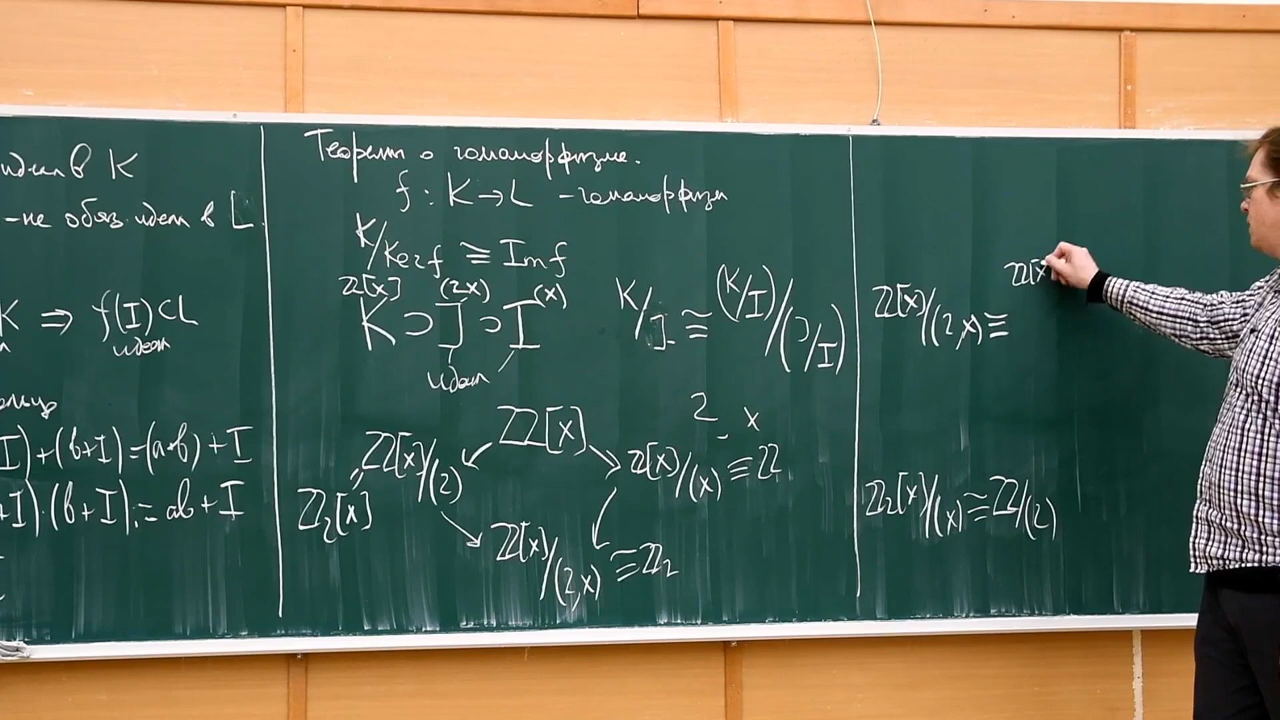 идеал в K
- не обяз. идеал в L.
K ⇒ f(I) ⊂ L
идеал
I) + (b+I) = (a+b) + I
+I)·(b+I) := ab + I
Теорема о гомоморфизме.
f : K → L - гомоморфизм
K/Ker f ≅ Im f
Z[x] (2,x) (x)
K ⊃ J ⊃ I
идеал
K/J ≅ (K/I)/(J/I)
Z[x]
2 x
Z[x]/(2)
Z[x]/(x) ≅ Z
Z₂[x]
Z[x]/(2,x) ≅ Z₂
Z[x]
Z[x]/(2,x) ≅
Z₂[x]/(x) ≅ Z/(2)